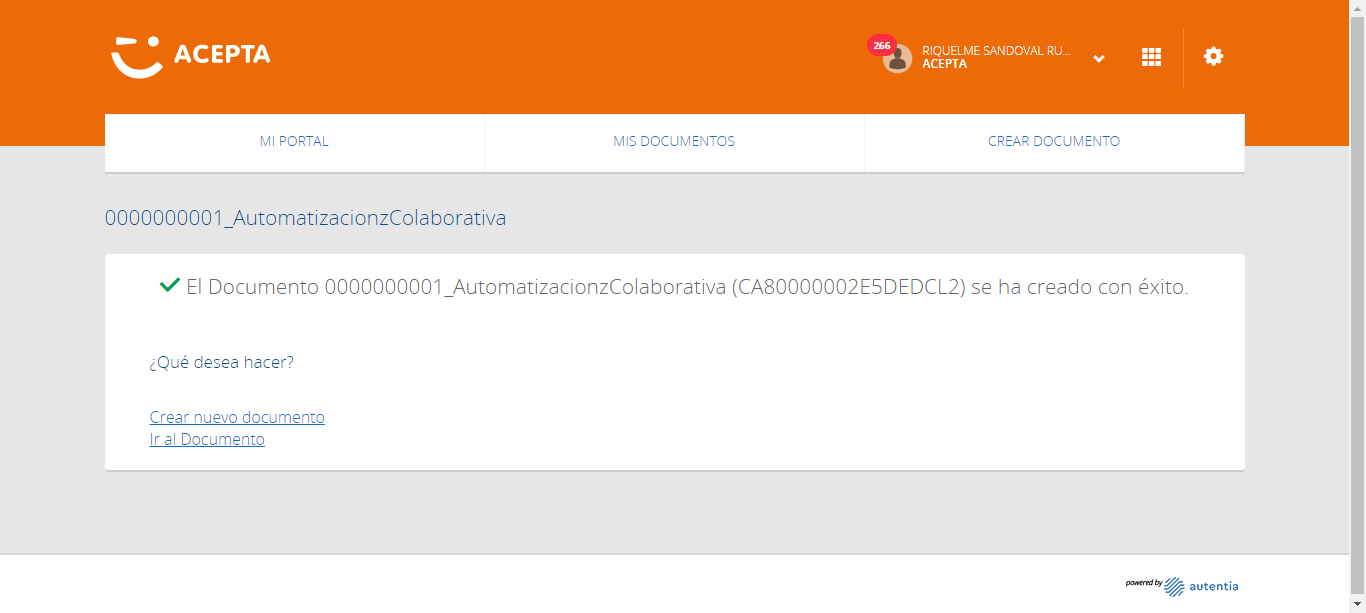 ACEPTA
266
RIQUELME SANDOVAL RU...
ACEPTA
MI PORTAL
MIS DOCUMENTOS
CREAR DOCUMENTO
0000000001_AutomatizacionzColaborativa
El Documento 0000000001_AutomatizacionzColaborativa (CA80000002E5DEDCL2) se ha creado con éxito.
¿Qué desea hacer?
Crear nuevo documento
Ir al Documento
powered by autentia